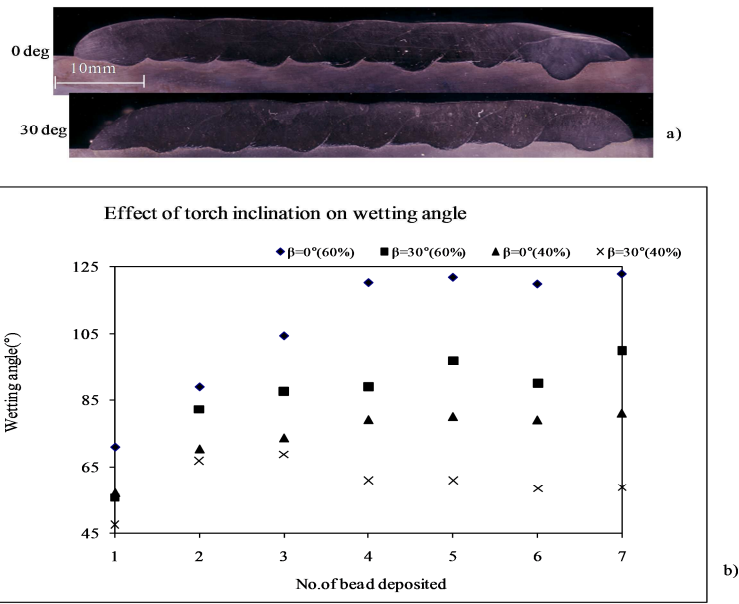 0 deg
10mm
30 deg
a)
Effect of torch inclination on wetting angle
β=0°(60%) β=30°(60%) β=0°(40%) β=30°(40%)
125
105
85
65
45
Wetting angle(°)
1 2 3 4 5 6 7
No.of bead deposited
b)